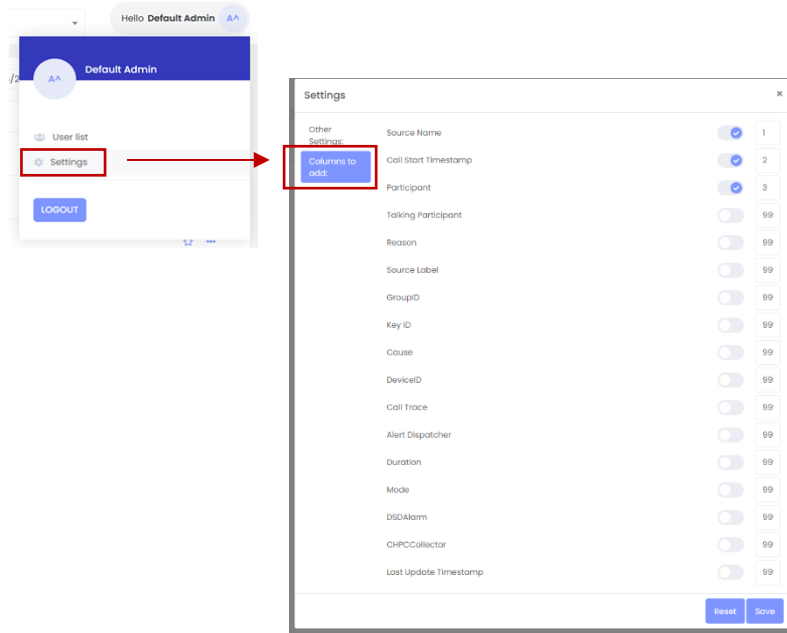 Hello Default Admin A^
Default Admin
A^
User list
Settings
LOGOUT
Settings
×
Other
Settings:
Columns to
add:
Source Name 1
Call Start Timestamp 2
Participant 3
Talking Participant 99
Reason 99
Source Label 99
GroupID 99
Key ID 99
Cause 99
DeviceID 99
Call Trace 99
Alert Dispatcher 99
Duration 99
Mode 99
DSDAlarm 99
CHPCCollector 99
Last Update Timestamp 99
Reset Save